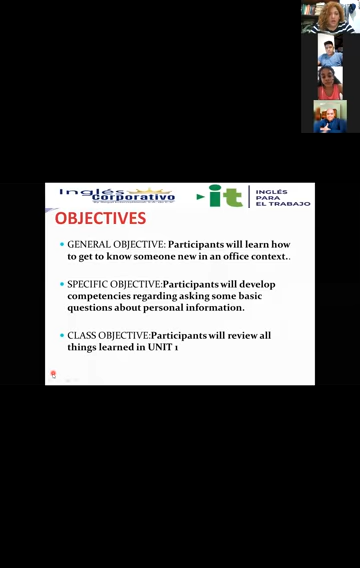 Inglés
corporativo
it
INGLÉS
PARA
EL TRABAJO
OBJECTIVES
GENERAL OBJECTIVE: Participants will learn how
to get to know someone new in an office context..
SPECIFIC OBJECTIVE:Participants will develop
competencies regarding asking some basic
questions about personal information.
CLASS OBJECTIVE:Participants will review all
things learned in UNIT 1